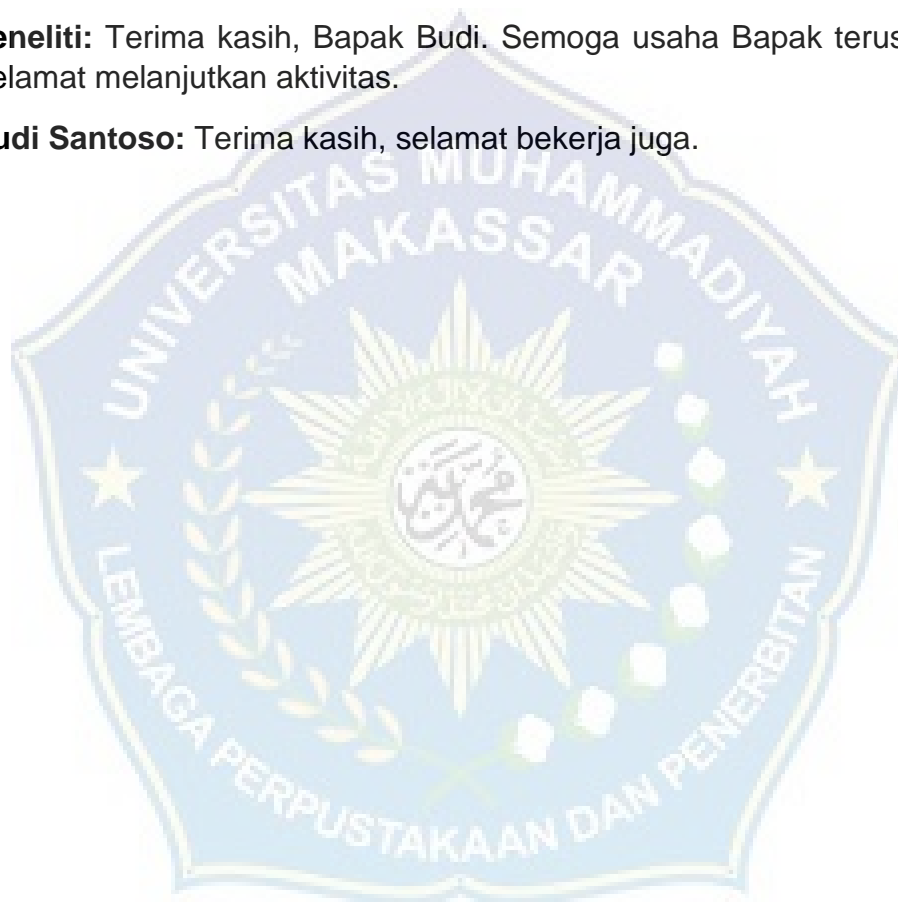 eneliti: Terima kasih, Bapak Budi. Semoga usaha Bapak terus
elamat melanjutkan aktivitas.
udi Santoso: Terima kasih, selamat bekerja juga.
UNIVERSITAS MUHAMMADIYAH
MAKASSAR
LEMBAGA PERPUSTAKAAN DAN PENERBITAN